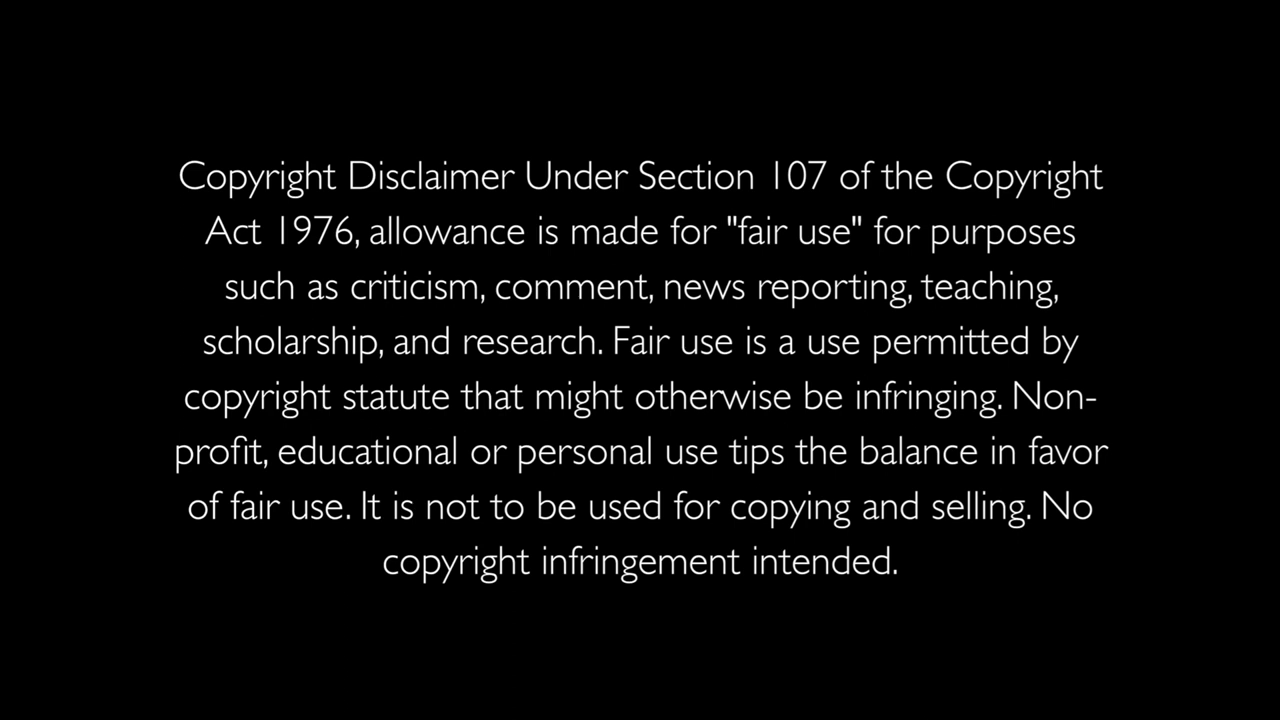 Copyright Disclaimer Under Section 107 of the Copyright
Act 1976, allowance is made for "fair use" for purposes
such as criticism, comment, news reporting, teaching,
scholarship, and research. Fair use is a use permitted by
copyright statute that might otherwise be infringing. Non-
profit, educational or personal use tips the balance in favor
of fair use. It is not to be used for copying and selling. No
copyright infringement intended.